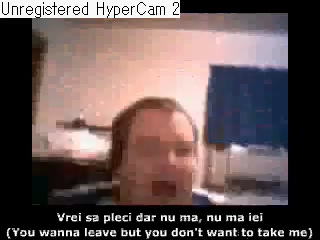 Unregistered HyperCam 2
Vrei sa pleci dar nu ma, nu ma iei
(You wanna leave but you don't want to take me)